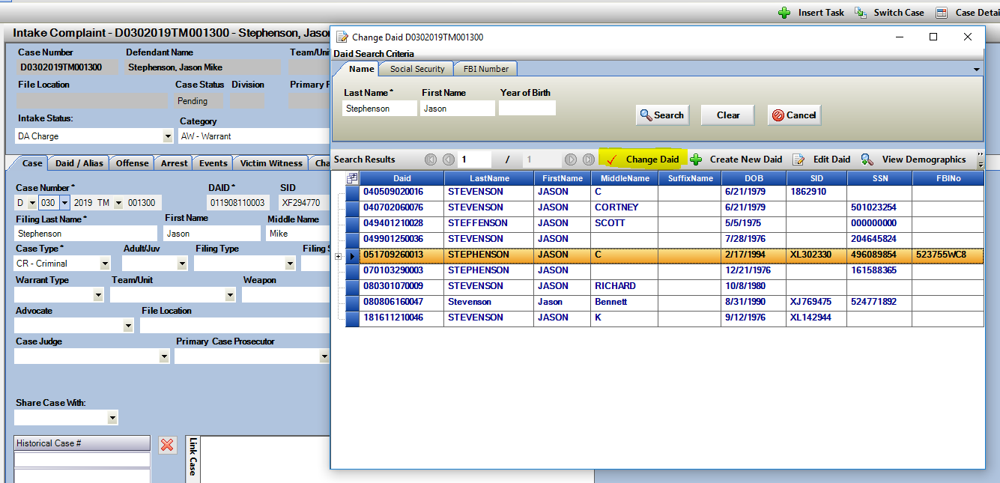 Insert Task Switch Case Case Detai
Intake Complaint - D0302019TM001300 - Stephenson, Jason
Change Daid D0302019TM001300
Case Number Defendant Name Team/Unit
D0302019TM001300 Stephenson, Jason Mike
File Location Case Status Division Primary P
Pending
Intake Status: Category
DA Charge AW - Warrant
Case Daid / Alias Offense Arrest Events Victim Witness Cha
Case Number * DAID * SID
D 030 2019 TM 001300 011908110003 XF294770
Filing Last Name * First Name Middle Name
Stephenson Jason Mike
Case Type * Adult/Juv Filing Type Filing S
CR - Criminal
Warrant Type Team/Unit Weapon
Advocate File Location
Case Judge Primary Case Prosecutor
Share Case With:
Historical Case #
Link Case
Daid Search Criteria
Name Social Security FBI Number
Last Name * First Name Year of Birth
Stephenson Jason
Search Clear Cancel
Search Results 1 / 1 Change Daid Create New Daid Edit Daid View Demographics
Daid LastName FirstName MiddleName SuffixName DOB SID SSN FBINo
040509020016 STEVENSON JASON C 6/21/1979 1862910
040702060076 STEVENSON JASON CORTNEY 6/21/1979 501023254
049401210028 STEFFENSON JASON SCOTT 5/5/1975 000000000
049901250036 STEVENSON JASON 7/28/1976 204645824
051709260013 STEPHENSON JASON C 2/17/1994 XL302330 496089854 523755WC8
070103290003 STEPHENSON JASON 12/21/1976 161588365
080301070009 STEVENSON JASON RICHARD 10/8/1980
080806160047 Stevenson Jason Bennett 8/31/1990 XJ769475 524771892
181611210046 STEVENSON JASON K 9/12/1976 XL142944